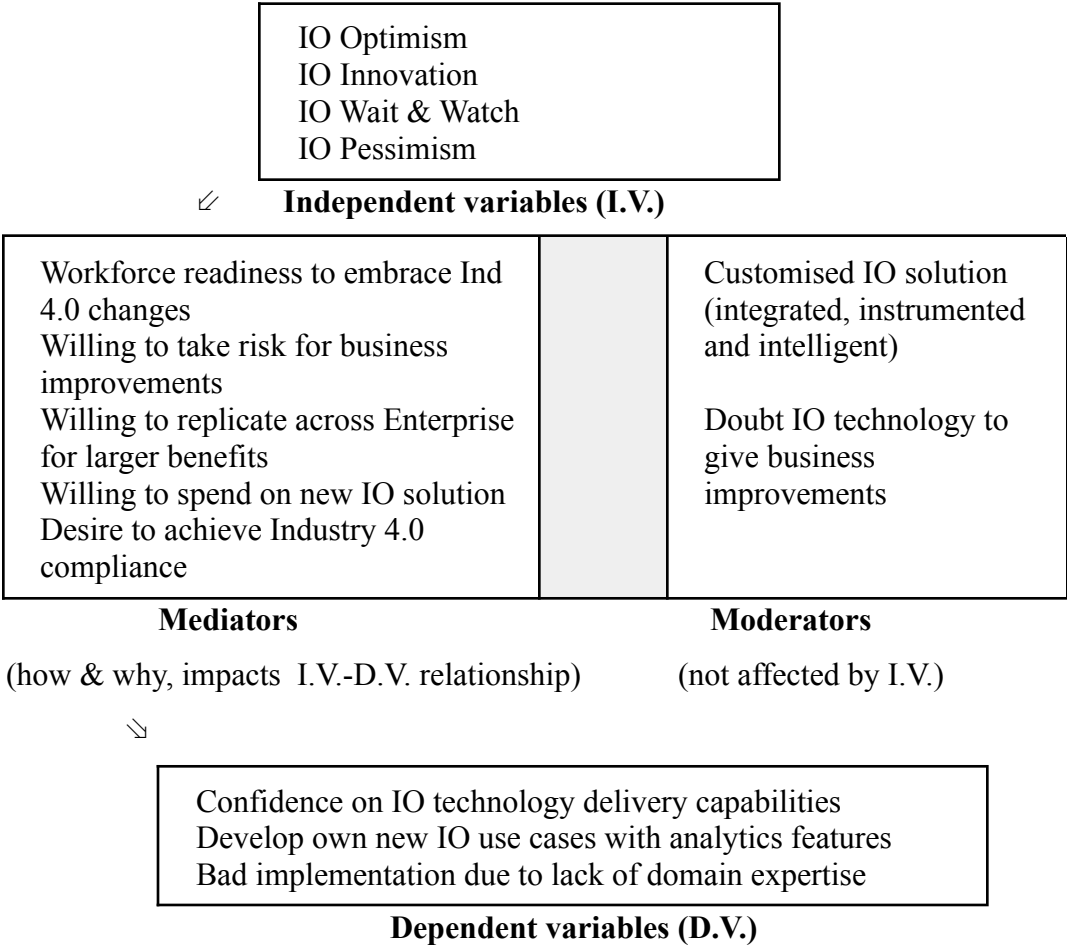 IO Optimism
IO Innovation
IO Wait & Watch
IO Pessimism
Independent variables (I.V.)
Workforce readiness to embrace Ind
4.0 changes
Willing to take risk for business
improvements
Willing to replicate across Enterprise
for larger benefits
Willing to spend on new IO solution
Desire to achieve Industry 4.0
compliance
Customised IO solution
(integrated, instrumented
and intelligent)
Doubt IO technology to
give business
improvements
Mediators
Moderators
(how & why, impacts I.V.-D.V. relationship)
(not affected by I.V.)
Confidence on IO technology delivery capabilities
Develop own new IO use cases with analytics features
Bad implementation due to lack of domain expertise
Dependent variables (D.V.)